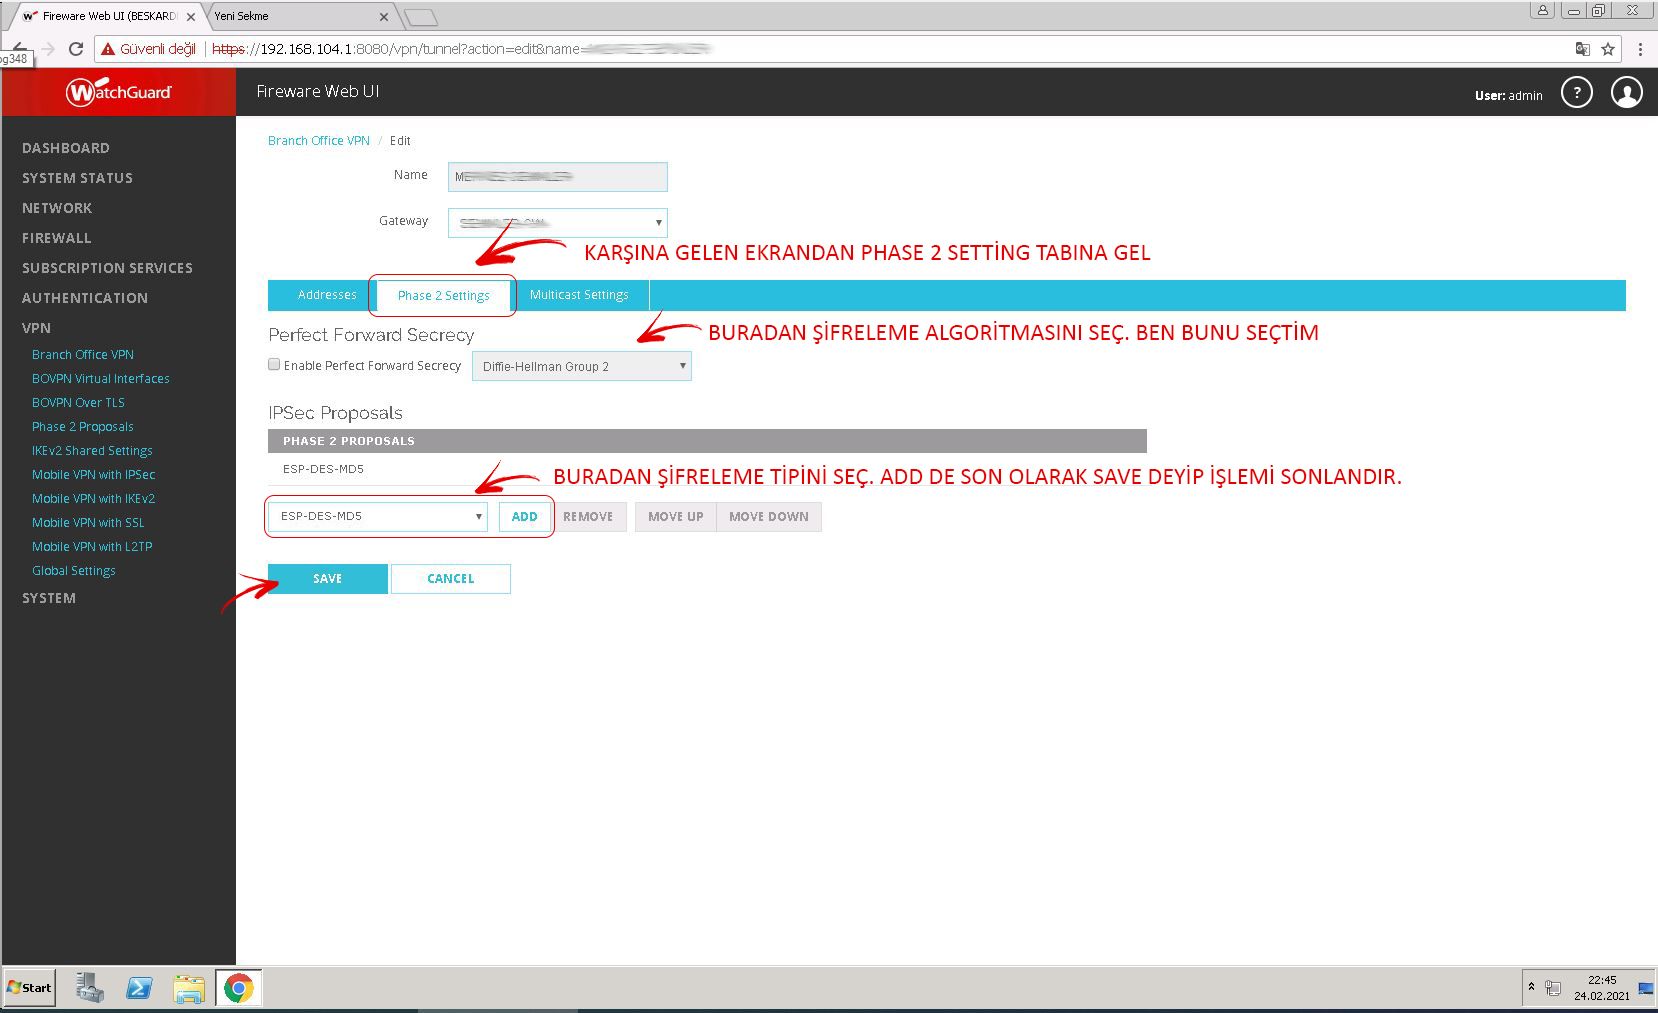 Fireware Web UI (BESKARD
Yeni Sekme
Güvenli değil
https://192.168.104.1:8080/vpn/tunnel?action=edit&name=
og348
WatchGuard
Fireware Web UI
User: admin
?
DASHBOARD
SYSTEM STATUS
NETWORK
FIREWALL
SUBSCRIPTION SERVICES
AUTHENTICATION
VPN
Branch Office VPN
BOVPN Virtual Interfaces
BOVPN Over TLS
Phase 2 Proposals
IKEv2 Shared Settings
Mobile VPN with IPSec
Mobile VPN with IKEv2
Mobile VPN with SSL
Mobile VPN with L2TP
Global Settings
SYSTEM
Branch Office VPN / Edit
Name
Gateway
KARŞINA GELEN EKRANDAN PHASE 2 SETTİNG TABINA GEL
Addresses
Phase 2 Settings
Multicast Settings
Perfect Forward Secrecy
BURADAN ŞİFRELEME ALGORİTMASINI SEÇ. BEN BUNU SEÇTİM
Enable Perfect Forward Secrecy
Diffie-Hellman Group 2
IPSec Proposals
PHASE 2 PROPOSALS
ESP-DES-MD5
BURADAN ŞİFRELEME TİPİNİ SEÇ. ADD DE SON OLARAK SAVE DEYİP İŞLEMİ SONLANDIR.
ESP-DES-MD5
ADD
REMOVE
MOVE UP
MOVE DOWN
SAVE
CANCEL
Start
22:45
24.02.2021